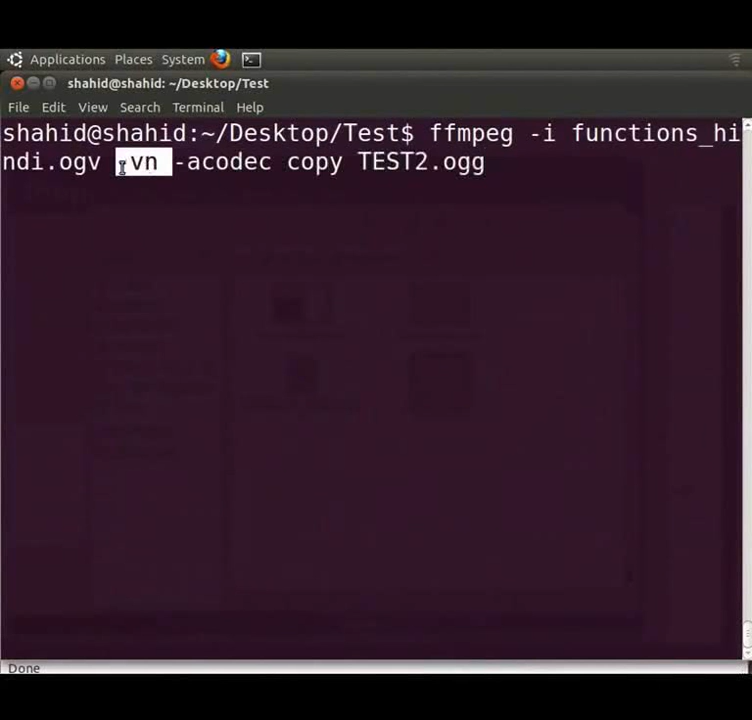 Applications Places System
shahid@shahid: ~/Desktop/Test
File Edit View Search Terminal Help
shahid@shahid:~/Desktop/Test$ ffmpeg -i functions_hi
ndi.ogv -vn -acodec copy TEST2.ogg
Done